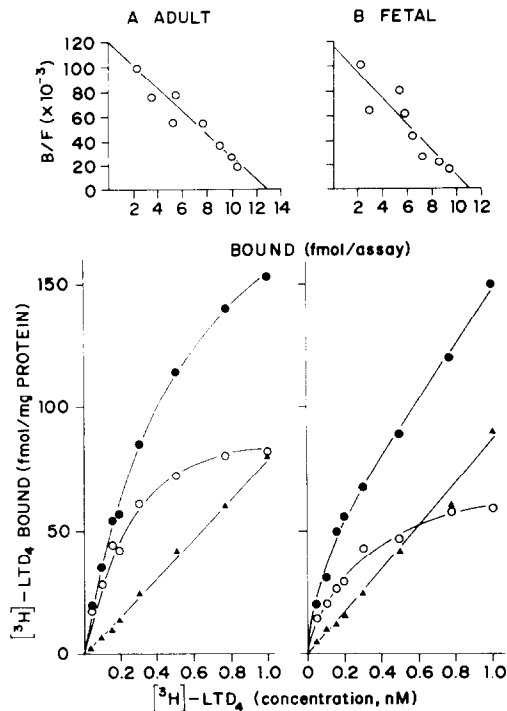 A ADULT
B FETAL
B/F (x10⁻³)
120
100
80
60
40
20
0
2 4 6 8 10 12 14
2 4 6 8 10 12
BOUND (fmol/assay)
[³H]-LTD₄ BOUND (fmol/mg PROTEIN)
150
100
50
0
0.2 0.4 0.6 0.8 1.0
0 0.2 0.4 0.6 0.8 1.0
[³H]-LTD₄ (concentration, nM)